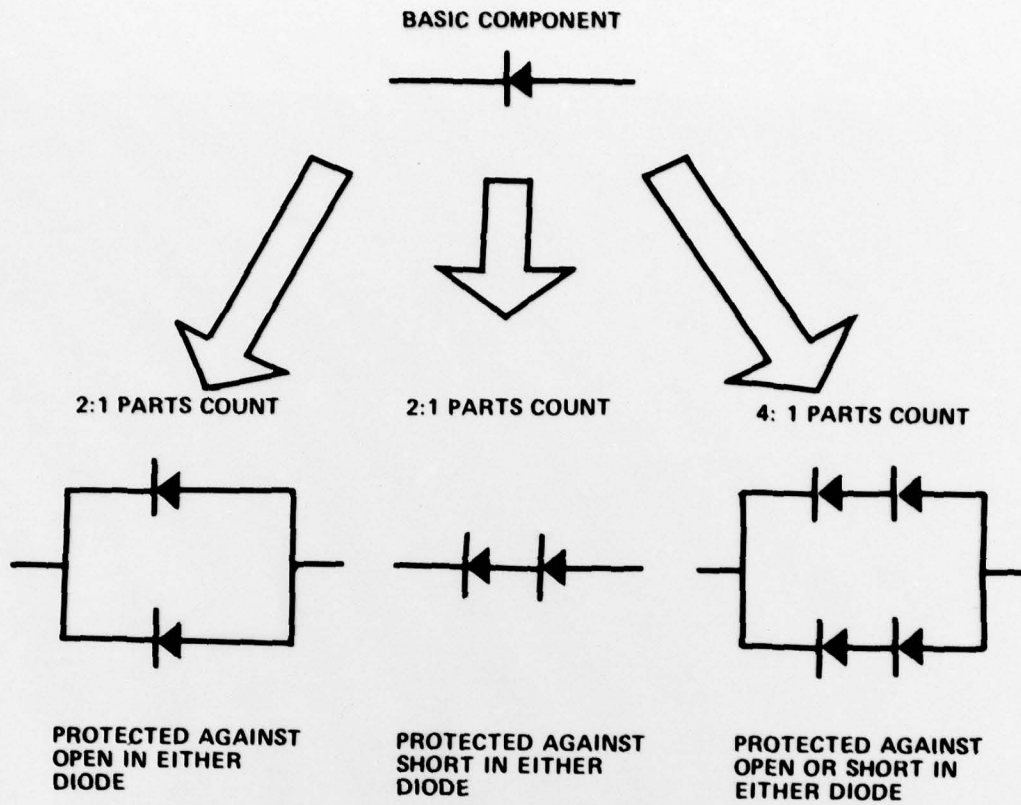 BASIC COMPONENT
2:1 PARTS COUNT
2:1 PARTS COUNT
4: 1 PARTS COUNT
PROTECTED AGAINST
OPEN IN EITHER
DIODE
PROTECTED AGAINST
SHORT IN EITHER
DIODE
PROTECTED AGAINST
OPEN OR SHORT IN
EITHER DIODE